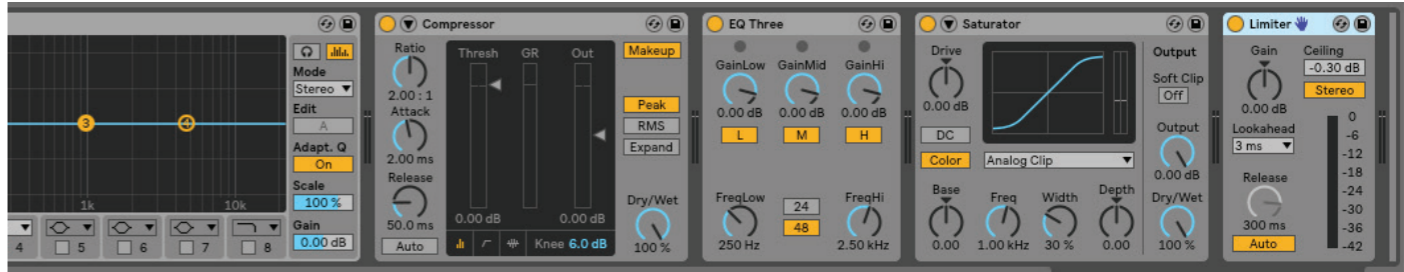 Mode
Stereo
Edit
A
Adapt. Q
On
Scale
100 %
Gain
0.00 dB
3
4
1k
10k
4
5
6
7
8
Compressor
Ratio
2.00 : 1
Attack
2.00 ms
Release
50.0 ms
Auto
Thresh
GR
Out
0.00 dB
0.00 dB
Knee 6.0 dB
Makeup
Peak
RMS
Expand
Dry/Wet
100 %
EQ Three
GainLow GainMid GainHi
0.00 dB 0.00 dB 0.00 dB
L M H
FreqLow
250 Hz
24
48
FreqHi
2.50 kHz
Saturator
Drive
0.00 dB
DC
Color
Analog Clip
Base
0.00
Freq
1.00 kHz
Width
30 %
Depth
0.00
Output
Soft Clip
Off
Output
0.00 dB
Dry/Wet
100 %
Limiter
Gain
0.00 dB
Lookahead
3 ms
Release
300 ms
Auto
Ceiling
-0.30 dB
Stereo
0
-6
-12
-18
-24
-30
-36
-42